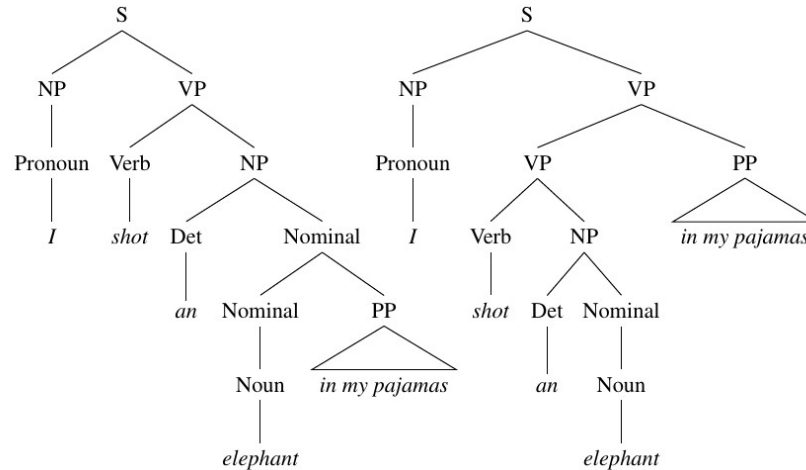 S S
NP VP NP VP
Pronoun Verb NP Pronoun VP PP
I shot Det Nominal I Verb NP in my pajamas
an Nominal PP shot Det Nominal
Noun in my pajamas an Noun
elephant elephant